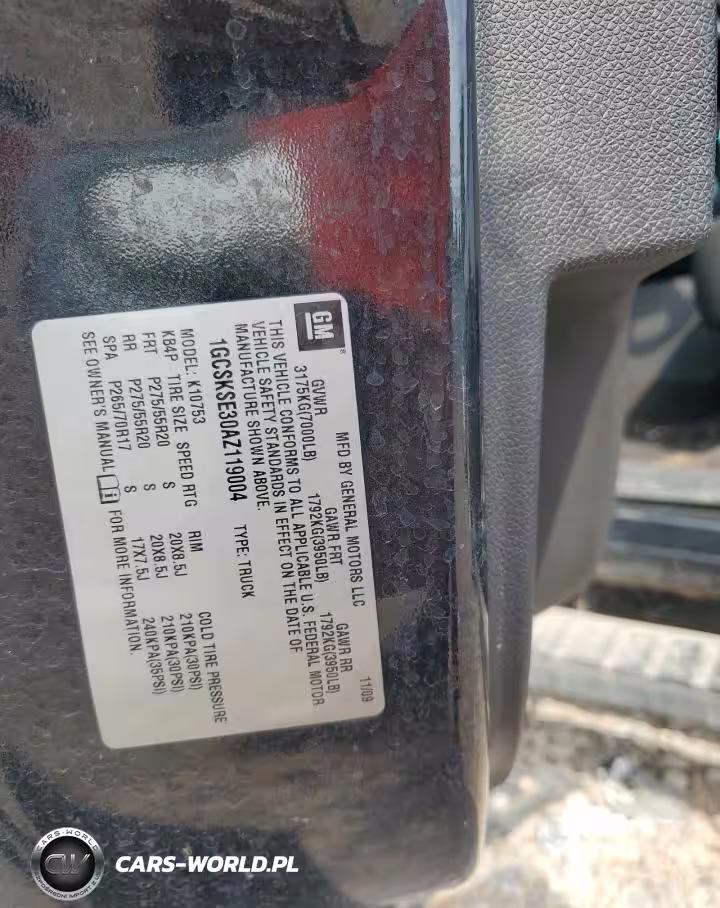 GM ®
MFD BY GENERAL MOTORS LLC 11/09
GVWR GAWR FRT GAWR RR
3175KG(7000LB) 1792KG(3950LB) 1792KG(3950LB)
THIS VEHICLE CONFORMS TO ALL APPLICABLE U.S. FEDERAL MOTOR
VEHICLE SAFETY STANDARDS IN EFFECT ON THE DATE OF
MANUFACTURE SHOWN ABOVE.
1GCSKSE30AZ119004 TYPE: TRUCK
MODEL: K10753
KB4P TIRE SIZE SPEED RTG RIM COLD TIRE PRESSURE
FRT P275/55R20 S 20X8.5J 210KPA(30PSI)
RR P275/55R20 S 20X8.5J 210KPA(30PSI)
SPA P265/70R17 17X7.5J 240KPA(35PSI)
SEE OWNER'S MANUAL FOR MORE INFORMATION.
CARS-WORLD
CW
CARS-WORLD.PL